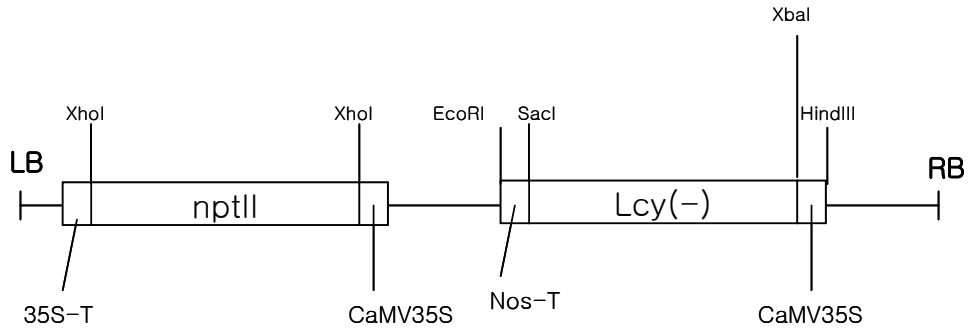 XbaI
XhoI XhoI EcoRI SacI HindIII
LB RB
nptII Lcy(-)
35S-T CaMV35S Nos-T CaMV35S